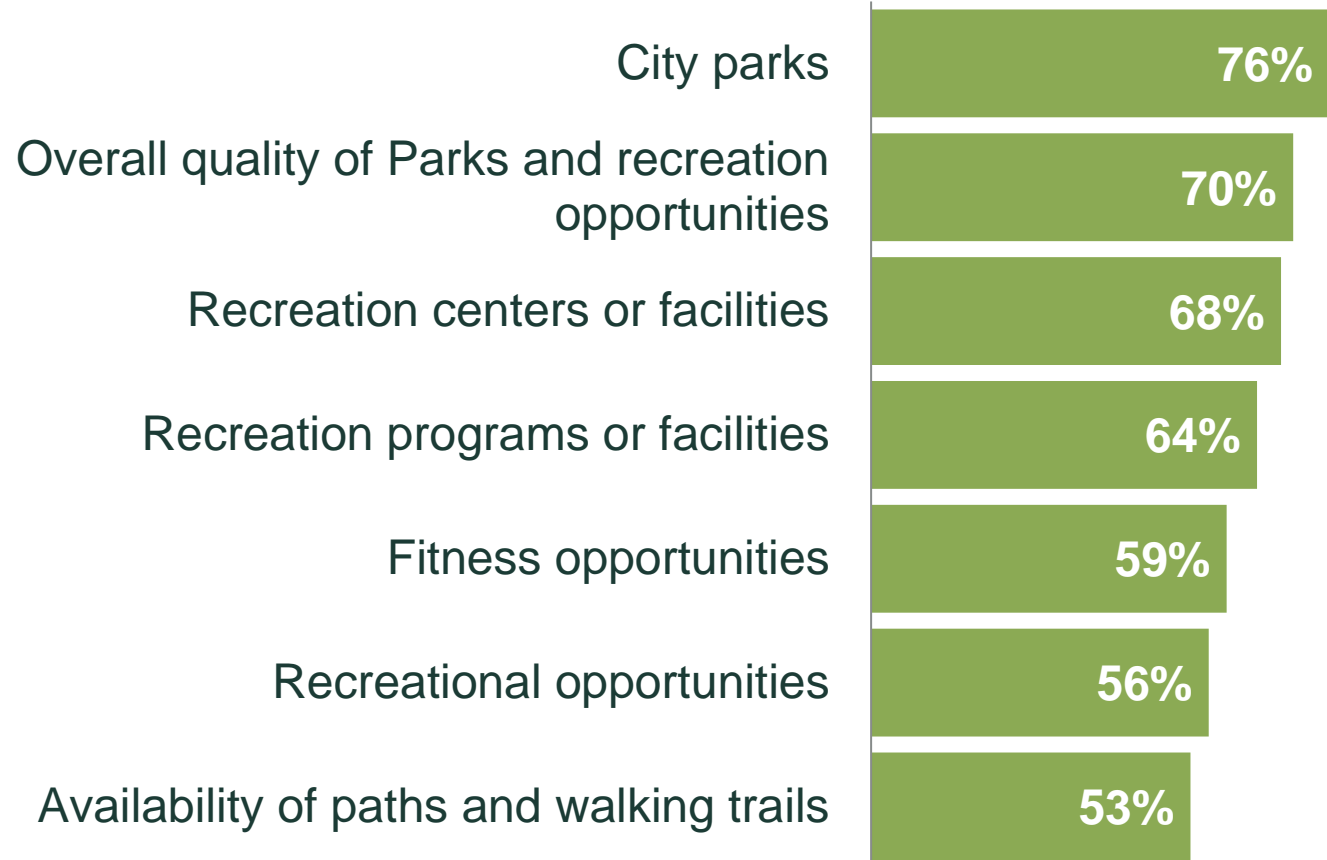 City parks 76%
Overall quality of Parks and recreation
opportunities 70%
Recreation centers or facilities 68%
Recreation programs or facilities 64%
Fitness opportunities 59%
Recreational opportunities 56%
Availability of paths and walking trails 53%